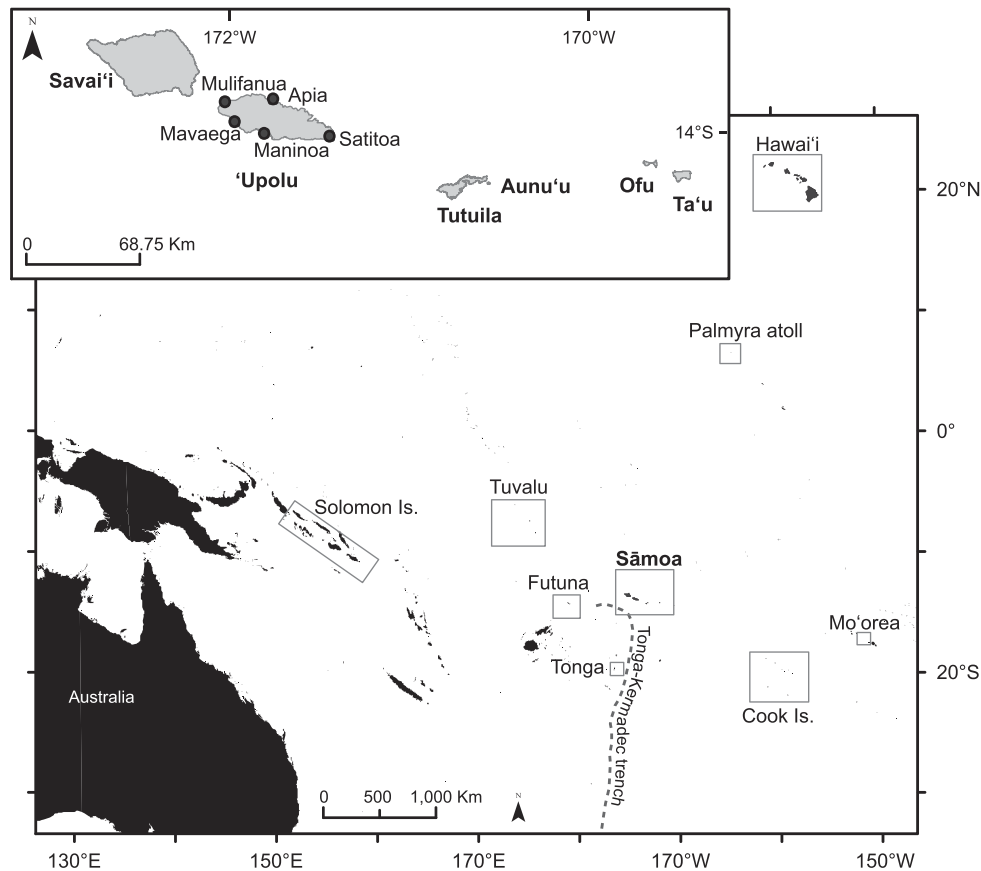 N
172°W
170°W
Savai‘i
Mulifanua
Apia
Mavaega
Maninoa
Satitoa
‘Upolu
14°S
Aunu‘u
Tutuila
Ofu
Ta‘u
0 68.75 Km
Hawai‘i
20°N
Palmyra atoll
0°
Tuvalu
Solomon Is.
Sāmoa
Futuna
Mo‘orea
Tonga
Tonga-Kermadec trench
20°S
Australia
Cook Is.
0 500 1,000 Km
N
130°E 150°E 170°E 170°W 150°W